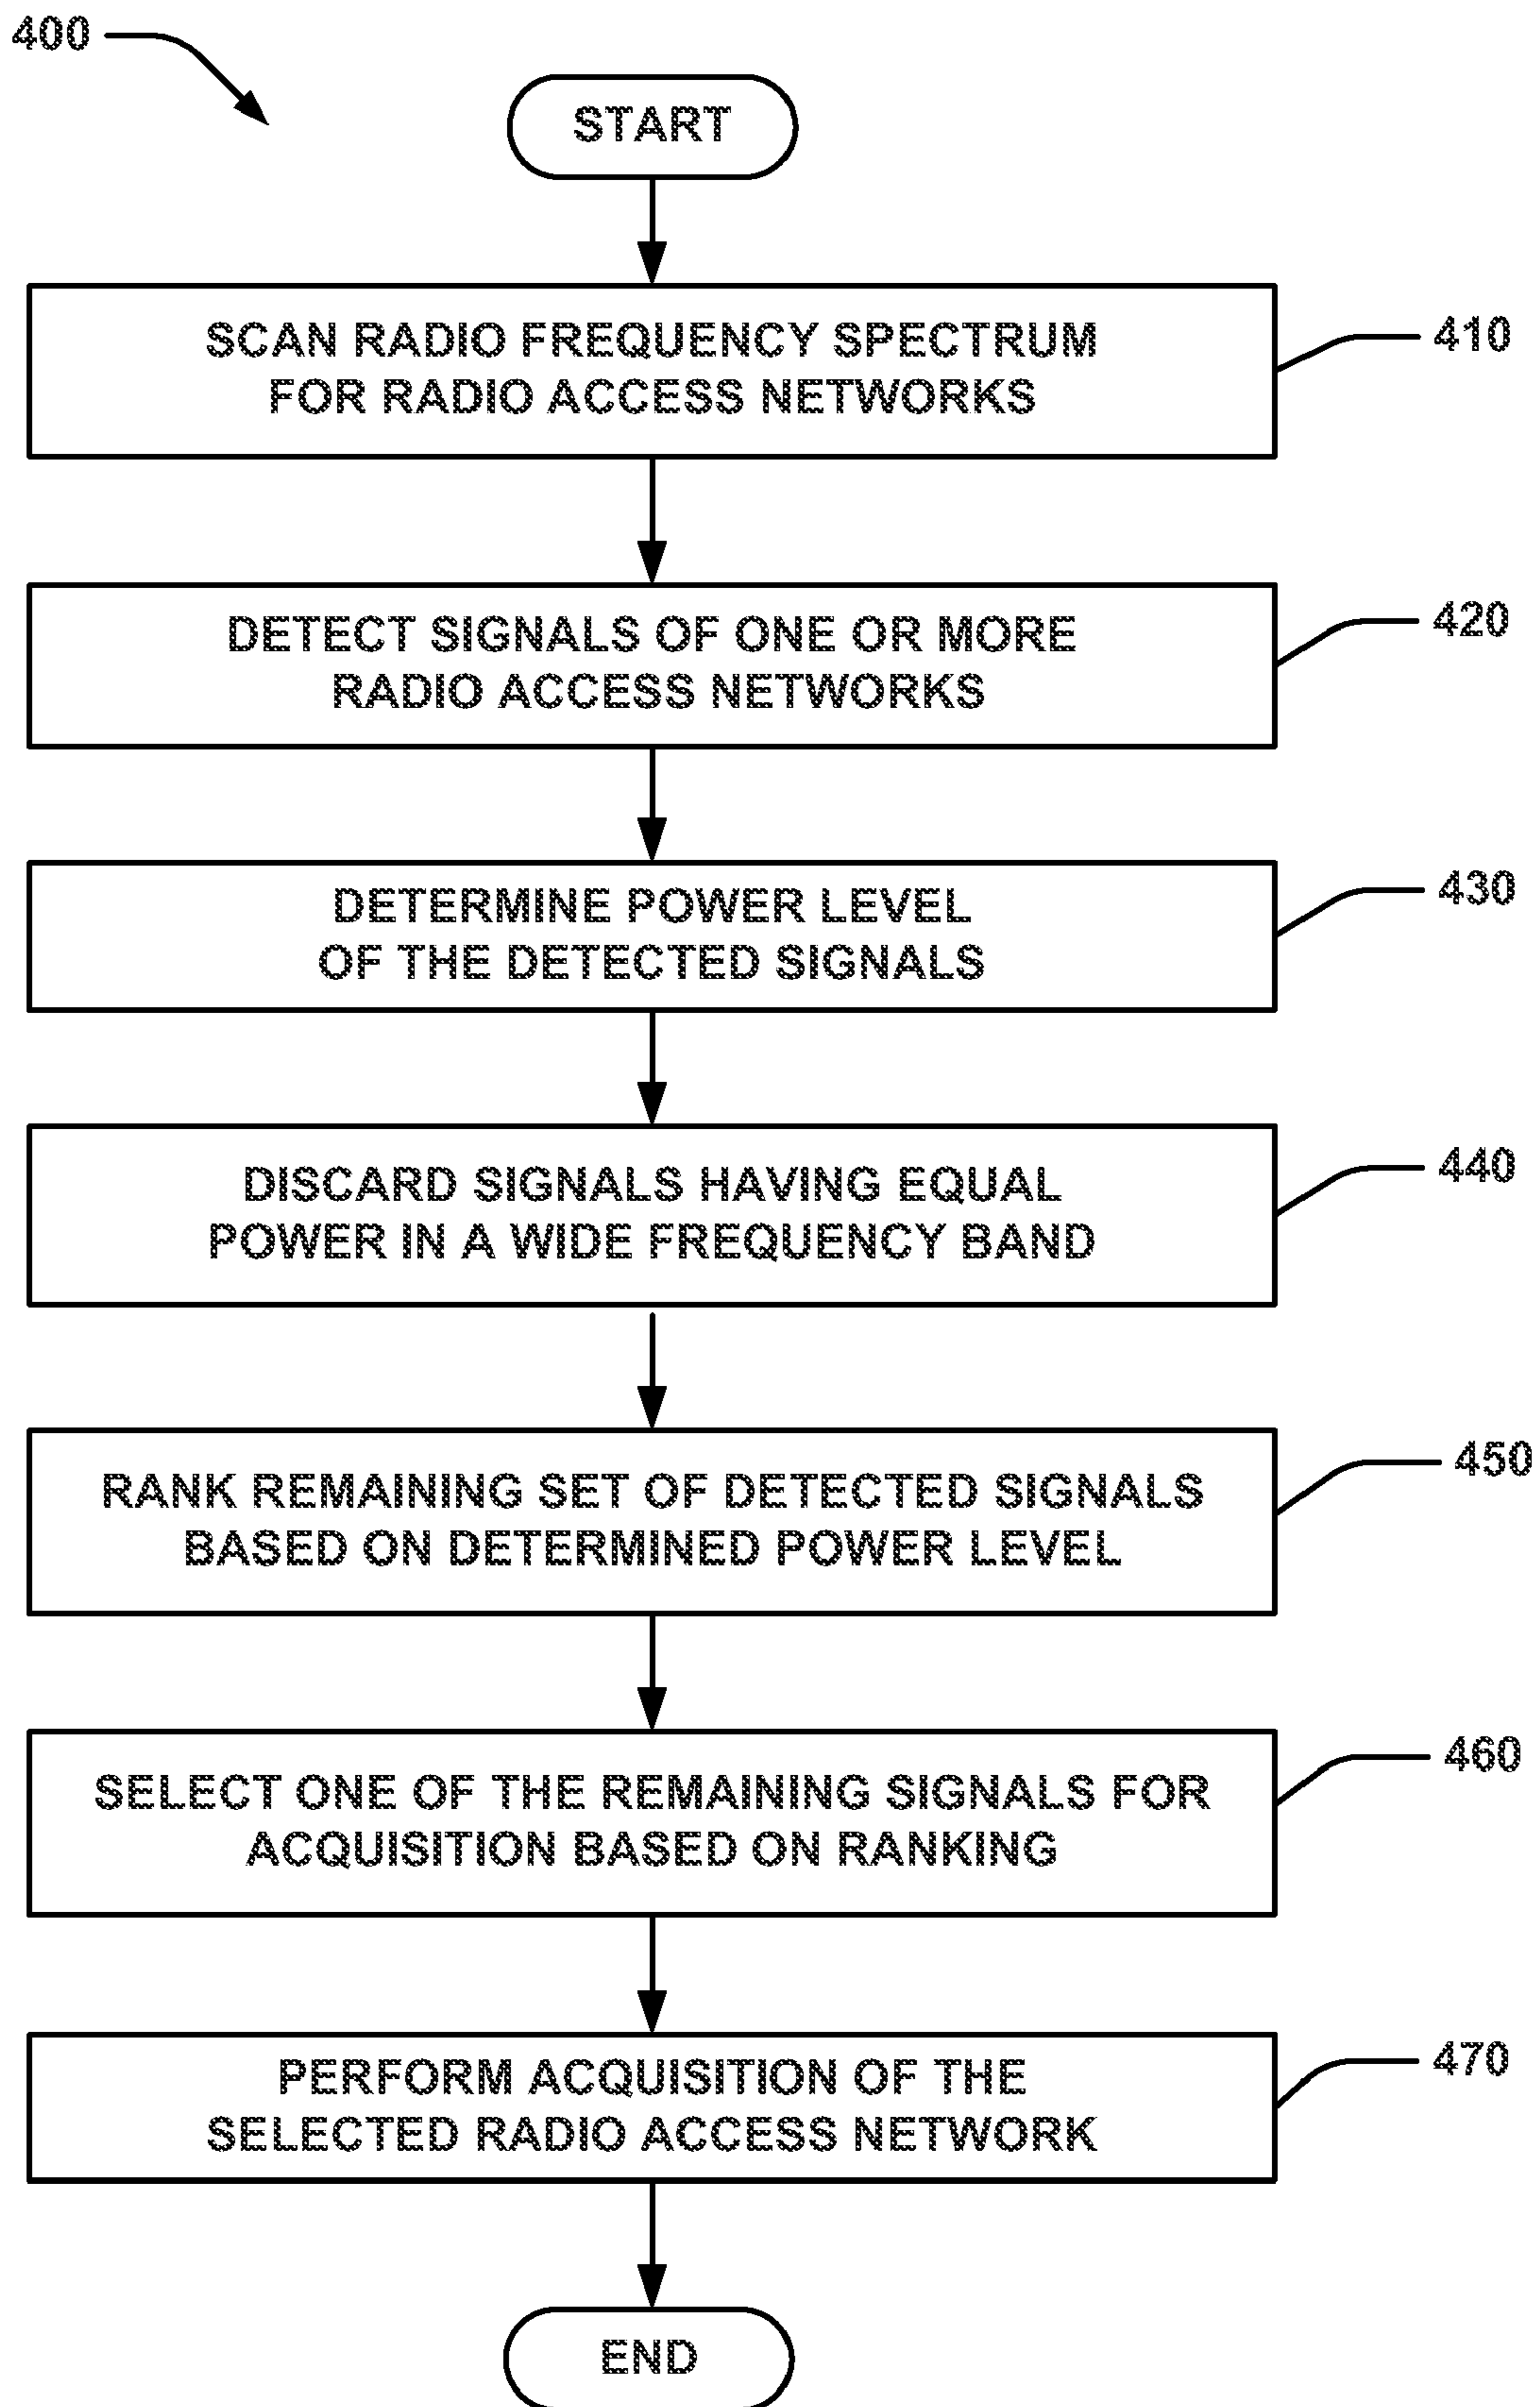 400
START
SCAN RADIO FREQUENCY SPECTRUM
FOR RADIO ACCESS NETWORKS
410
DETECT SIGNALS OF ONE OR MORE
RADIO ACCESS NETWORKS
420
DETERMINE POWER LEVEL
OF THE DETECTED SIGNALS
430
DISCARD SIGNALS HAVING EQUAL
POWER IN A WIDE FREQUENCY BAND
440
RANK REMAINING SET OF DETECTED SIGNALS
BASED ON DETERMINED POWER LEVEL
450
SELECT ONE OF THE REMAINING SIGNALS FOR
ACQUISITION BASED ON RANKING
460
PERFORM ACQUISITION OF THE
SELECTED RADIO ACCESS NETWORK
470
END